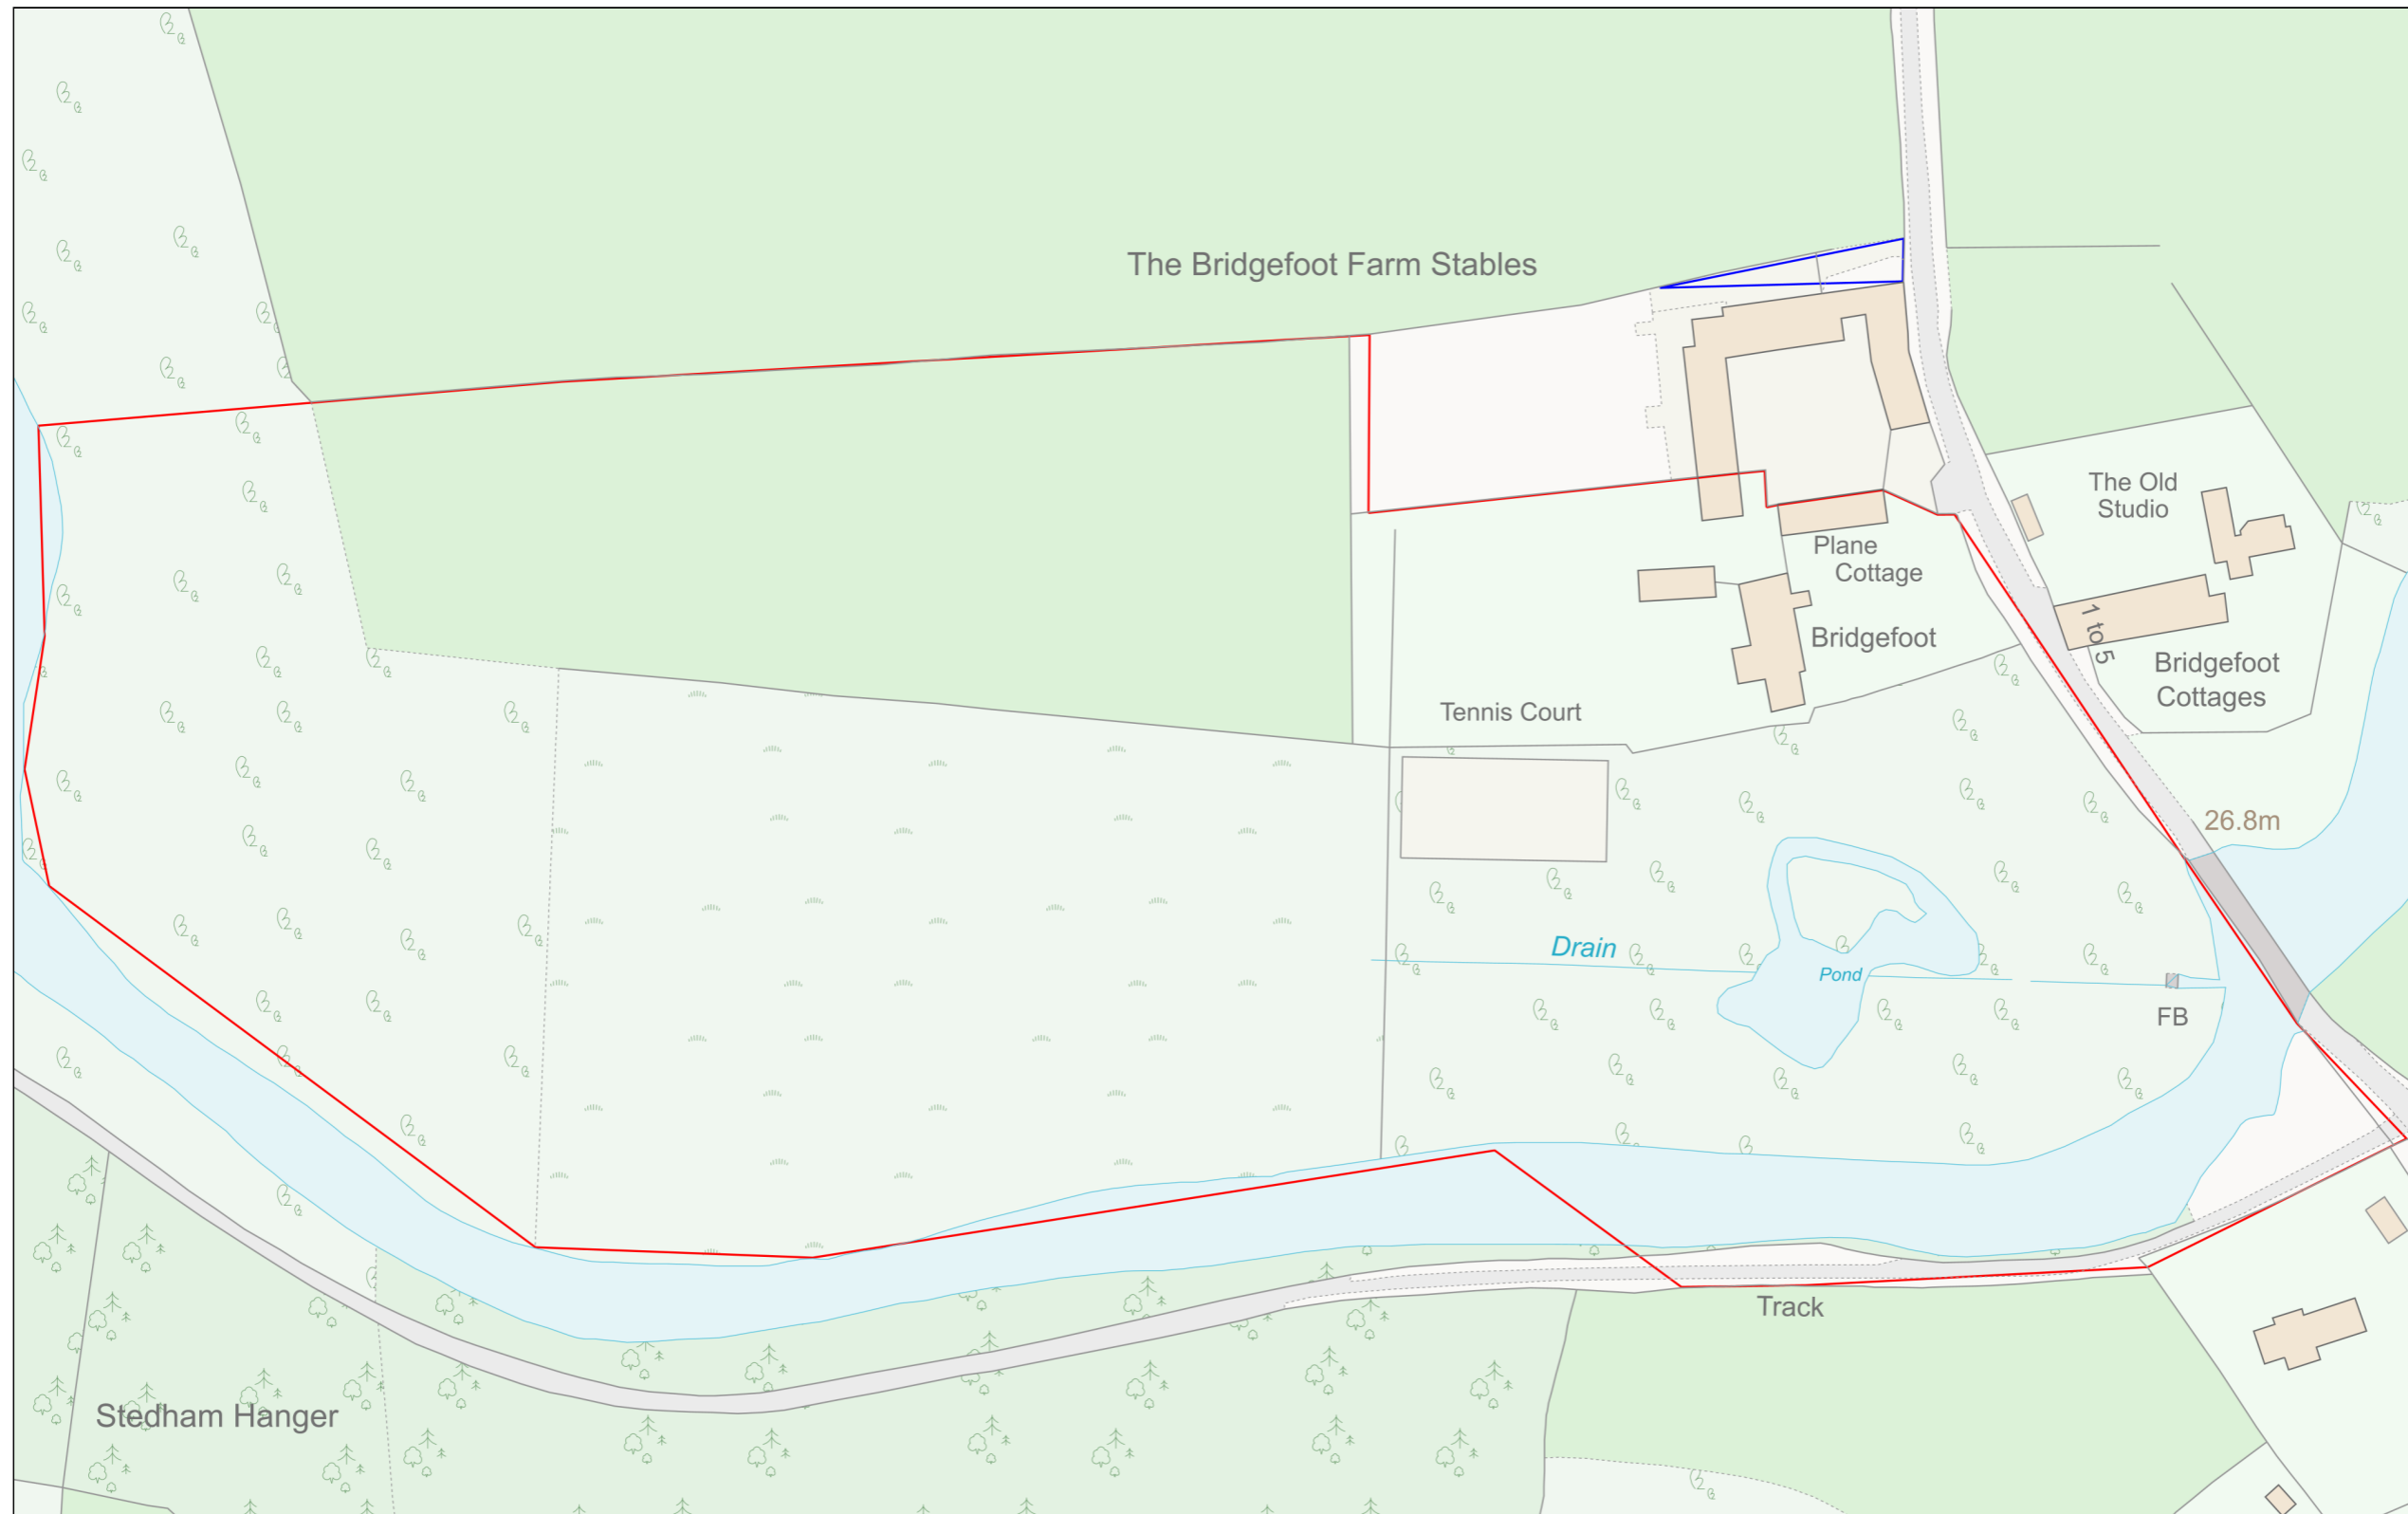 The Bridgefoot Farm Stables
The Old
Studio
Plane
Cottage
Bridgefoot
1 to 5
Bridgefoot
Cottages
Tennis Court
26.8m
Drain
Pond
FB
Track
Stedham Hanger